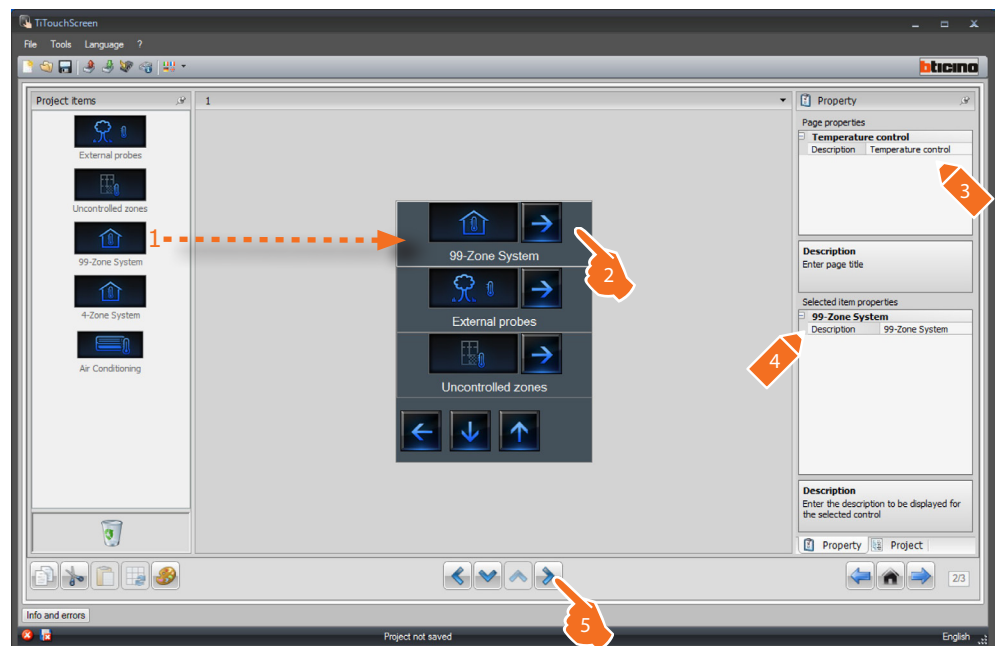 TiTouchScreen
File Tools Language ?
bticino
Project items
External probes
Uncontrolled zones
99-Zone System
4-Zone System
Air Conditioning
1
1
99-Zone System
2
External probes
Uncontrolled zones
Property
Page properties
Temperature control
Description Temperature control
3
Description
Enter page title
Selected item properties
99-Zone System
Description 99-Zone System
4
Description
Enter the description to be displayed for
the selected control
Property Project
2/3
5
Info and errors
Project not saved
English